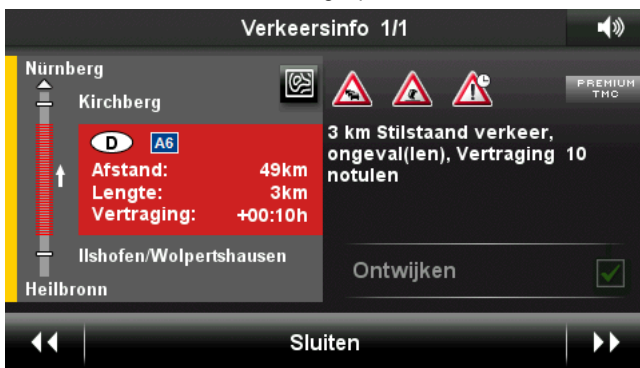 Verkeersinfo 1/1
Nürnberg
Kirchberg
D A6
Afstand: 49km
Lengte: 3km
Vertraging: +00:10h
Ilshofen/Wolpertshausen
Heilbronn
PREMIUM
TMC
3 km Stilstaand verkeer,
ongeval(len), Vertraging 10
notulen
Ontwijken
Sluiten